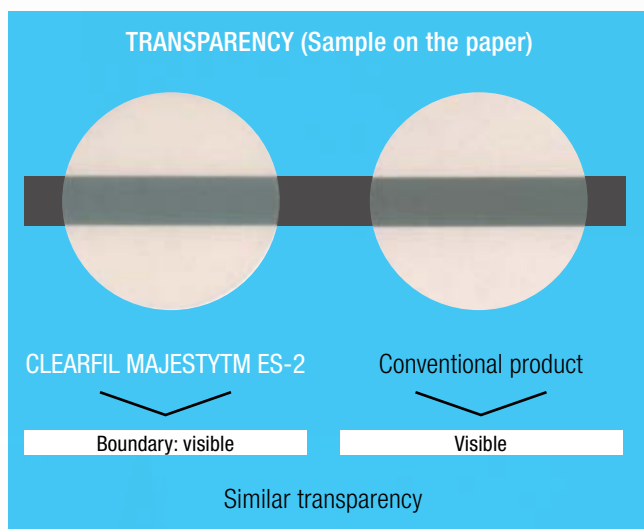 TRANSPARENCY (Sample on the paper)
CLEARFIL MAJESTYTM ES-2
Conventional product
Boundary: visible
Visible
Similar transparency